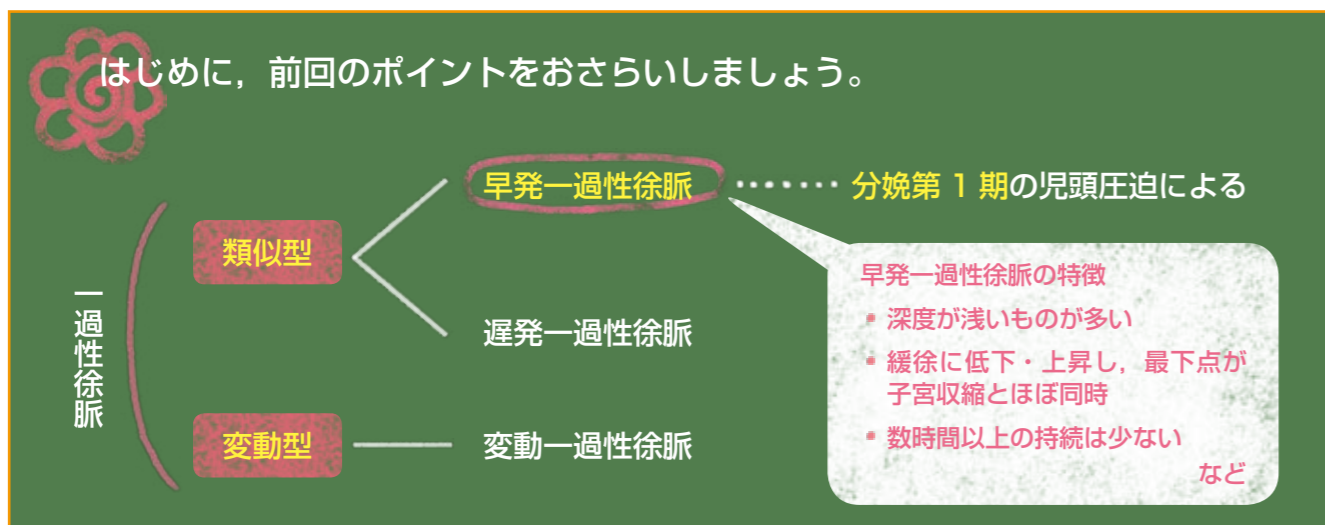 はじめに，前回のポイントをおさらいしましょう。
一過性徐脈
類似型
早発一過性徐脈 ‥‥‥ 分娩第 1 期の児頭圧迫による
早発一過性徐脈の特徴
• 深度が浅いものが多い
• 緩徐に低下・上昇し，最下点が
子宮収縮とほぼ同時
• 数時間以上の持続は少ない
など
遅発一過性徐脈
変動型
変動一過性徐脈